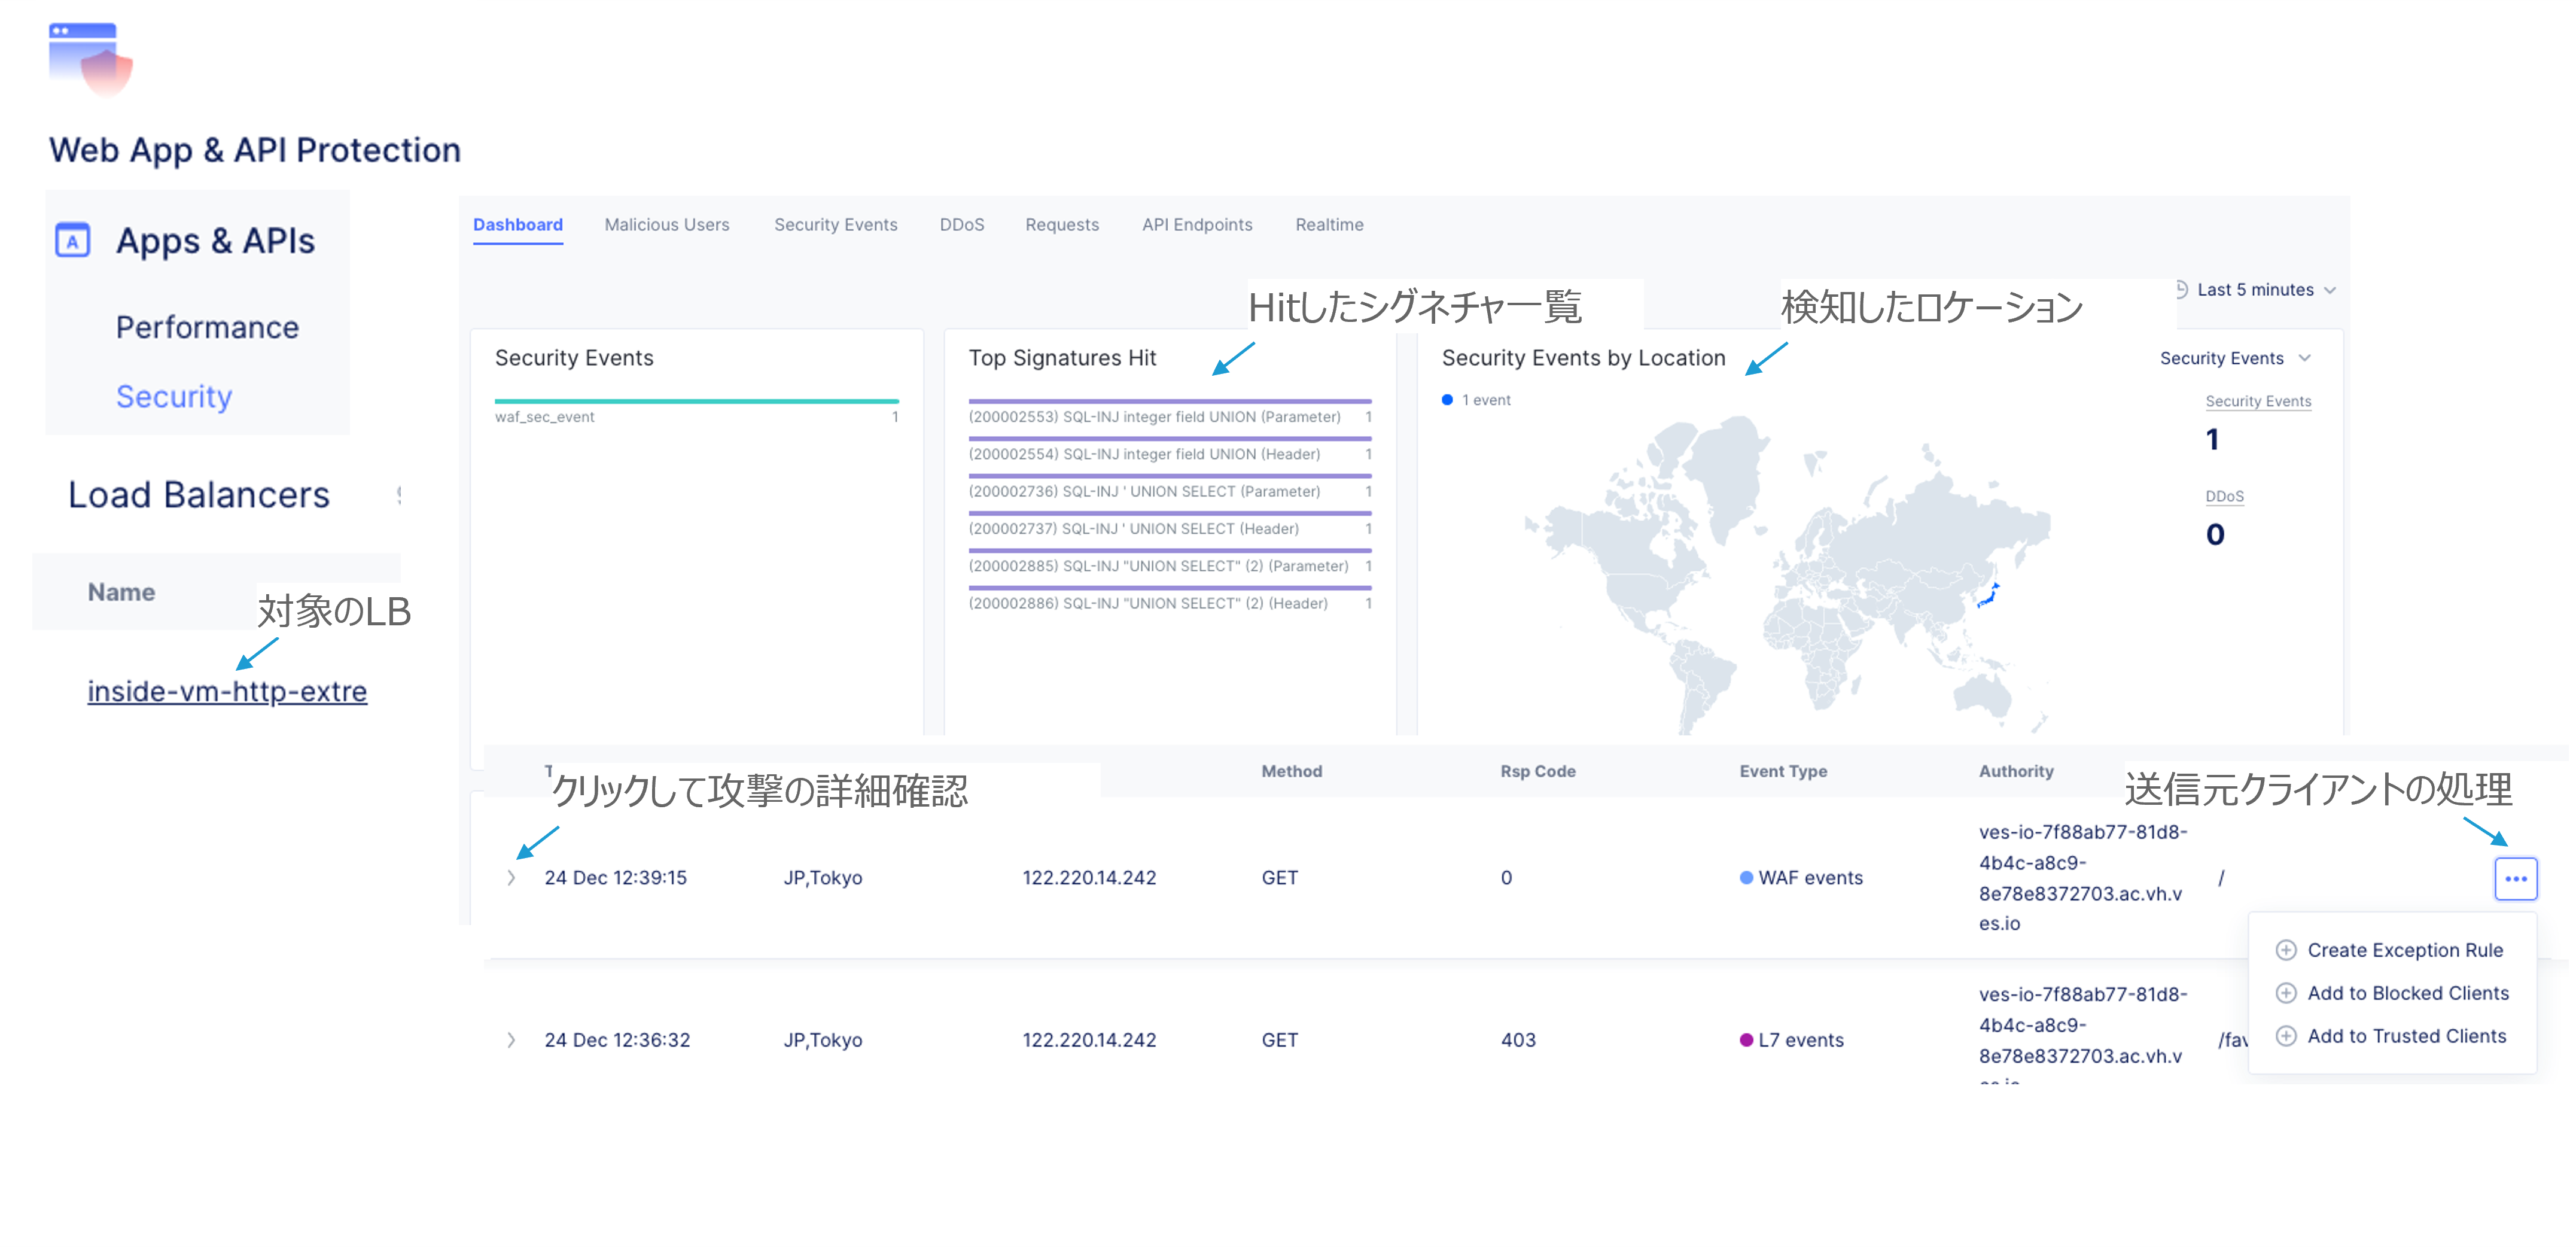 Web App & API Protection
Apps & APIs
Performance
Security
Load Balancers
Name
対象のLB
inside-vm-http-extre
Dashboard Malicious Users Security Events DDoS Requests API Endpoints Realtime
Last 5 minutes
Hitしたシグネチャ一覧
検知したロケーション
Security Events
waf_sec_event 1
Top Signatures Hit
(200002553) SQL-INJ integer field UNION (Parameter) 1
(200002554) SQL-INJ integer field UNION (Header) 1
(200002736) SQL-INJ ' UNION SELECT (Parameter) 1
(200002737) SQL-INJ ' UNION SELECT (Header) 1
(200002885) SQL-INJ "UNION SELECT" (2) (Parameter) 1
(200002886) SQL-INJ "UNION SELECT" (2) (Header) 1
Security Events by Location
1 event
Security Events
Security Events
1
DDoS
0
Method Rsp Code Event Type Authority
クリックして攻撃の詳細確認
送信元クライアントの処理
24 Dec 12:39:15 JP,Tokyo 122.220.14.242 GET 0 WAF events
ves-io-7f88ab77-81d8-
4b4c-a8c9-
8e78e8372703.ac.vh.v
es.io
/
Create Exception Rule
Add to Blocked Clients
Add to Trusted Clients
24 Dec 12:36:32 JP,Tokyo 122.220.14.242 GET 403 L7 events
ves-io-7f88ab77-81d8-
4b4c-a8c9-
8e78e8372703.ac.vh.v
/fav